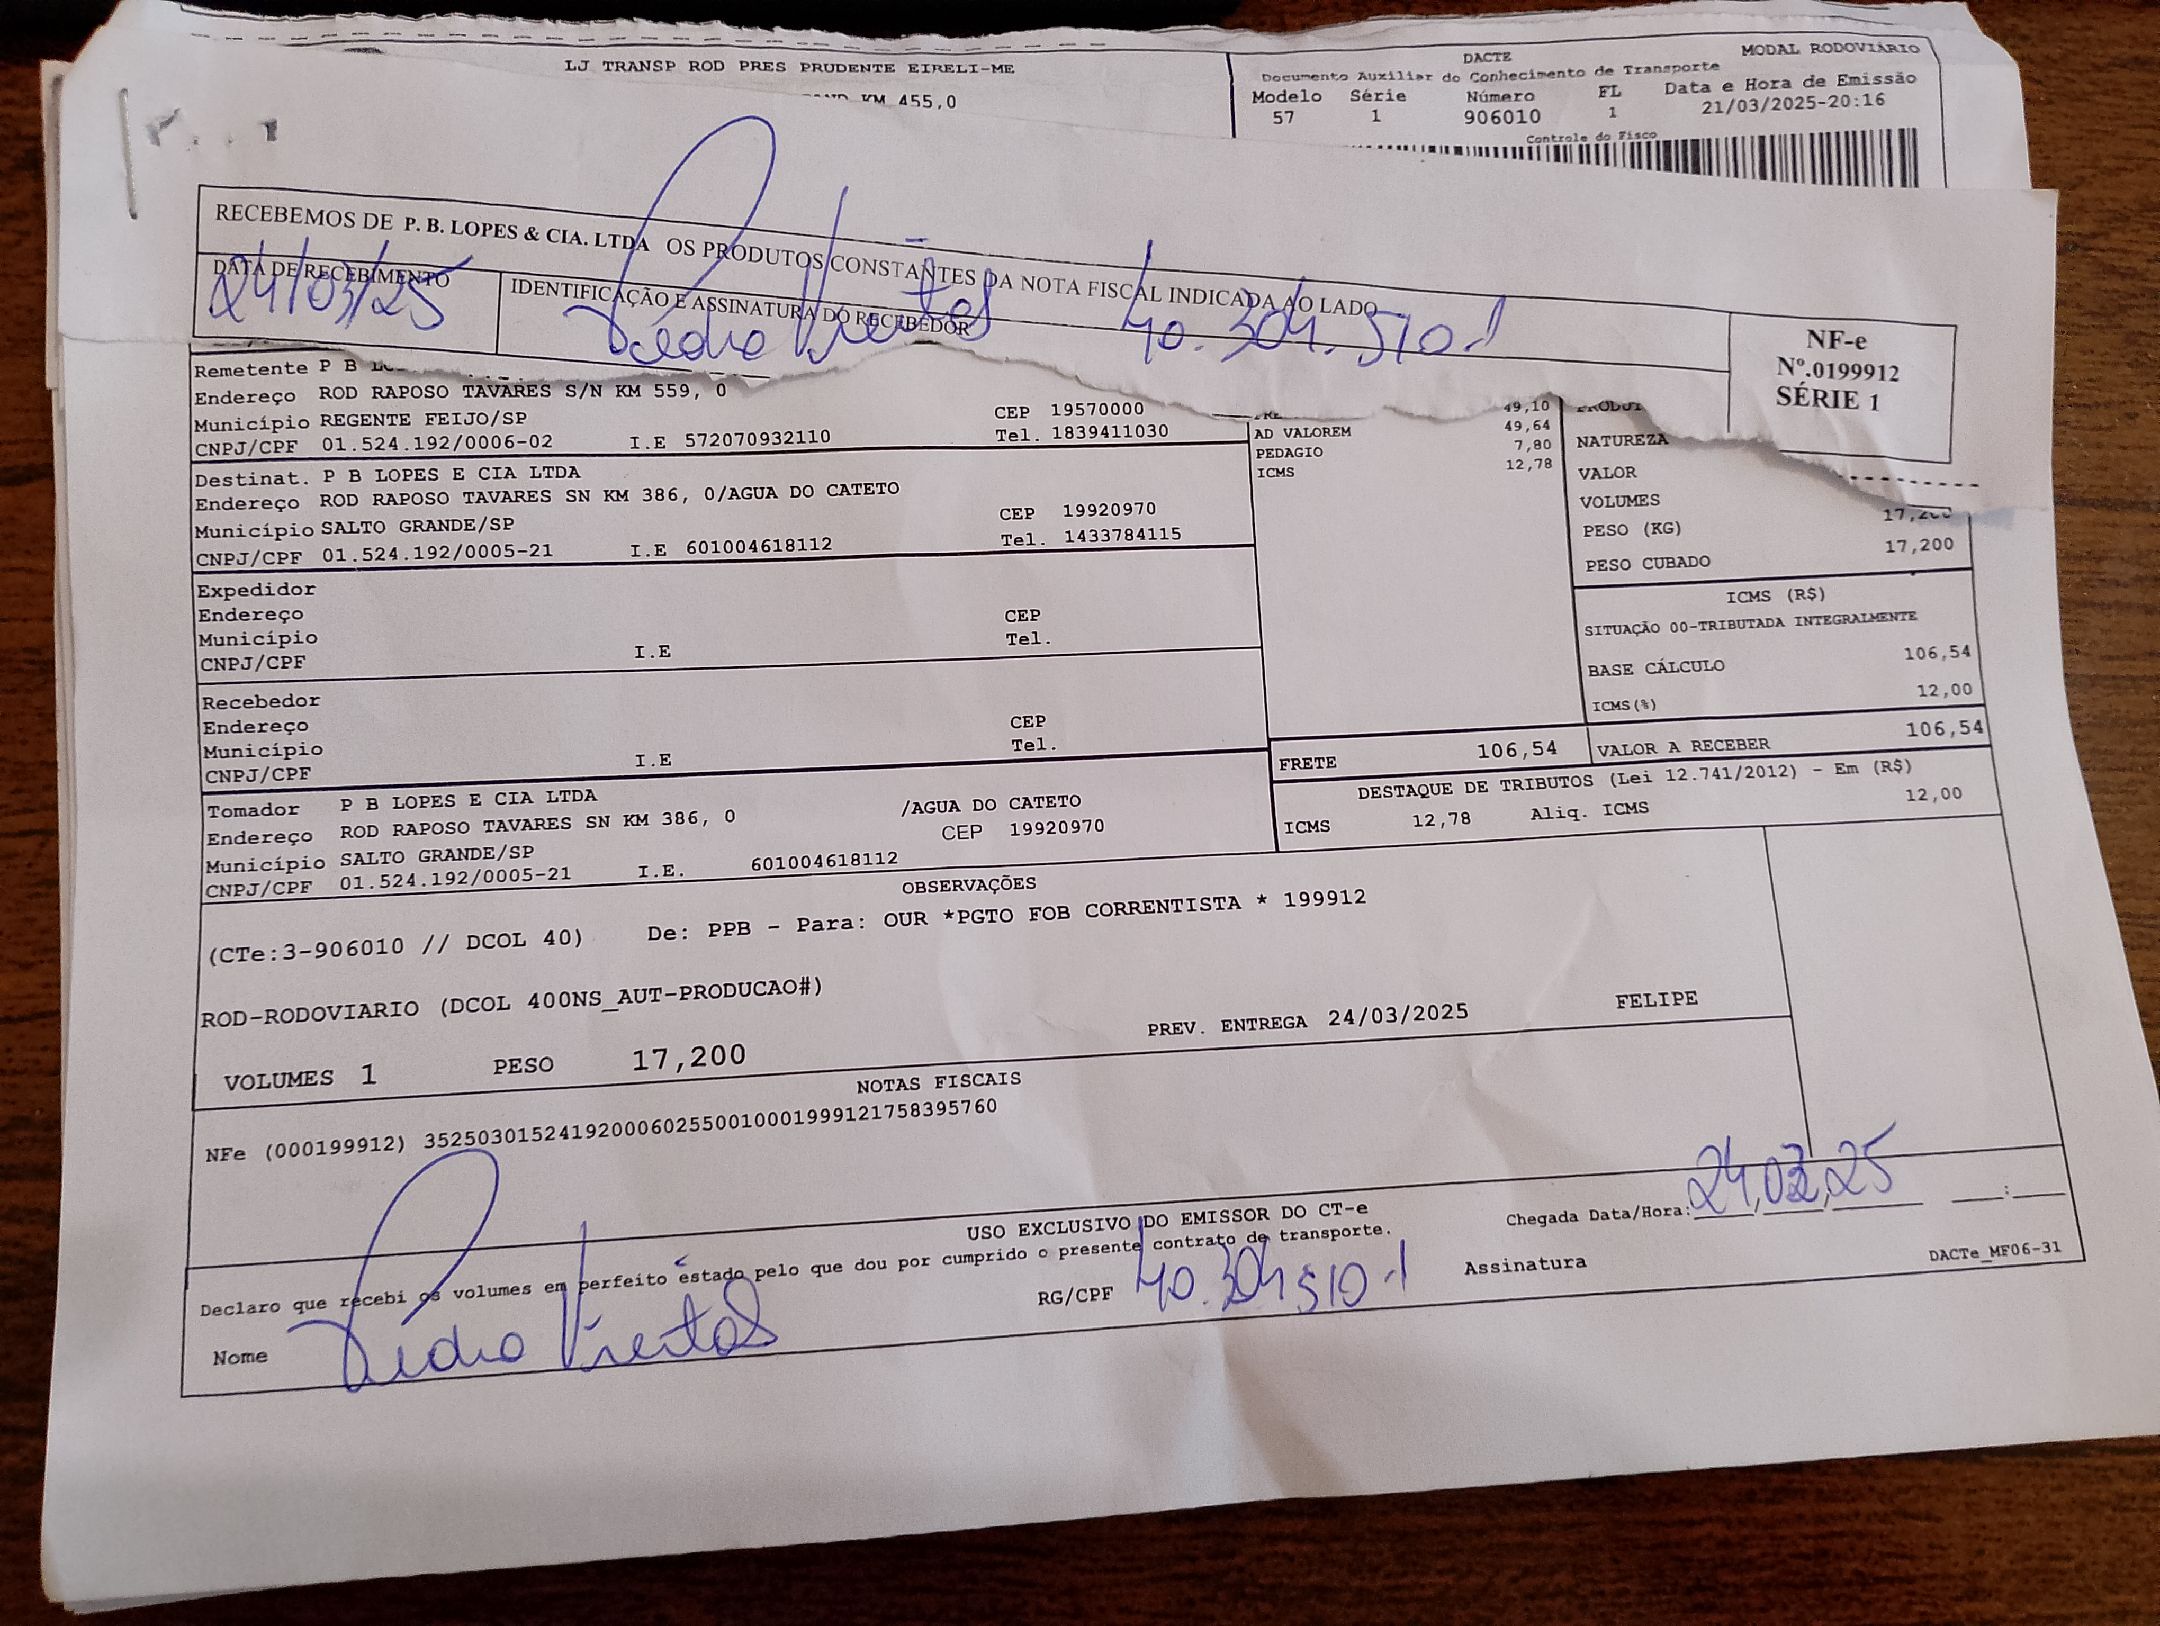 LJ TRANSP ROD PRES PRUDENTE EIRELI-ME
KM 455,0
DACTE
MODAL RODOVIÁRIO
Documento Auxiliar do Conhecimento de Transporte
Modelo Série Número FL Data e Hora de Emissão
57 1 906010 1 21/03/2025-20:16
Controle do Fisco
RECEBEMOS DE P. B. LOPES & CIA. LTDA OS PRODUTOS CONSTANTES DA NOTA FISCAL INDICADA AO LADO
DATA DE RECEBIMENTO
24/03/25
IDENTIFICAÇÃO E ASSINATURA DO RECEBEDOR
Pedro 40.304.510-1
NF-e
Nº.0199912
SÉRIE 1
Remetente P B
Endereço ROD RAPOSO TAVARES S/N KM 559, 0
Município REGENTE FEIJO/SP CEP 19570000
CNPJ/CPF 01.524.192/0006-02 I.E 572070932110 Tel. 1839411030
Destinat. P B LOPES E CIA LTDA
Endereço ROD RAPOSO TAVARES SN KM 386, 0/AGUA DO CATETO
Município SALTO GRANDE/SP CEP 19920970
CNPJ/CPF 01.524.192/0005-21 I.E 601004618112 Tel. 1433784115
Expedidor
Endereço CEP
Município Tel.
CNPJ/CPF I.E
Recebedor
Endereço CEP
Município Tel.
CNPJ/CPF I.E
Tomador P B LOPES E CIA LTDA
Endereço ROD RAPOSO TAVARES SN KM 386, 0 /AGUA DO CATETO
Município SALTO GRANDE/SP CEP 19920970
CNPJ/CPF 01.524.192/0005-21 I.E. 601004618112
49,10
AD VALOREM 49,64
PEDAGIO 7,80
ICMS 12,78
NATUREZA
VALOR
VOLUMES
PESO (KG)
17,200
PESO CUBADO
ICMS (R$)
SITUAÇÃO 00-TRIBUTADA INTEGRALMENTE
BASE CÁLCULO 106,54
ICMS(%) 12,00
FRETE 106,54 VALOR A RECEBER 106,54
DESTAQUE DE TRIBUTOS (Lei 12.741/2012) - Em (R$)
ICMS 12,78 Aliq. ICMS 12,00
OBSERVAÇÕES
(CTe:3-906010 // DCOL 40) De: PPB - Para: OUR *PGTO FOB CORRENTISTA * 199912
ROD-RODOVIARIO (DCOL 400NS_AUT-PRODUCAO#)
VOLUMES 1 PESO 17,200 PREV. ENTREGA 24/03/2025 FELIPE
NOTAS FISCAIS
NFe (000199912) 35250301524192000602550010001999121758395760
USO EXCLUSIVO DO EMISSOR DO CT-e
Chegada Data/Hora: 24,03,25 :
Declaro que recebi os volumes em perfeito estado pelo que dou por cumprido o presente contrato de transporte.
Nome Pedro RG/CPF 40.304510-1 Assinatura
DACTe_MF06-31